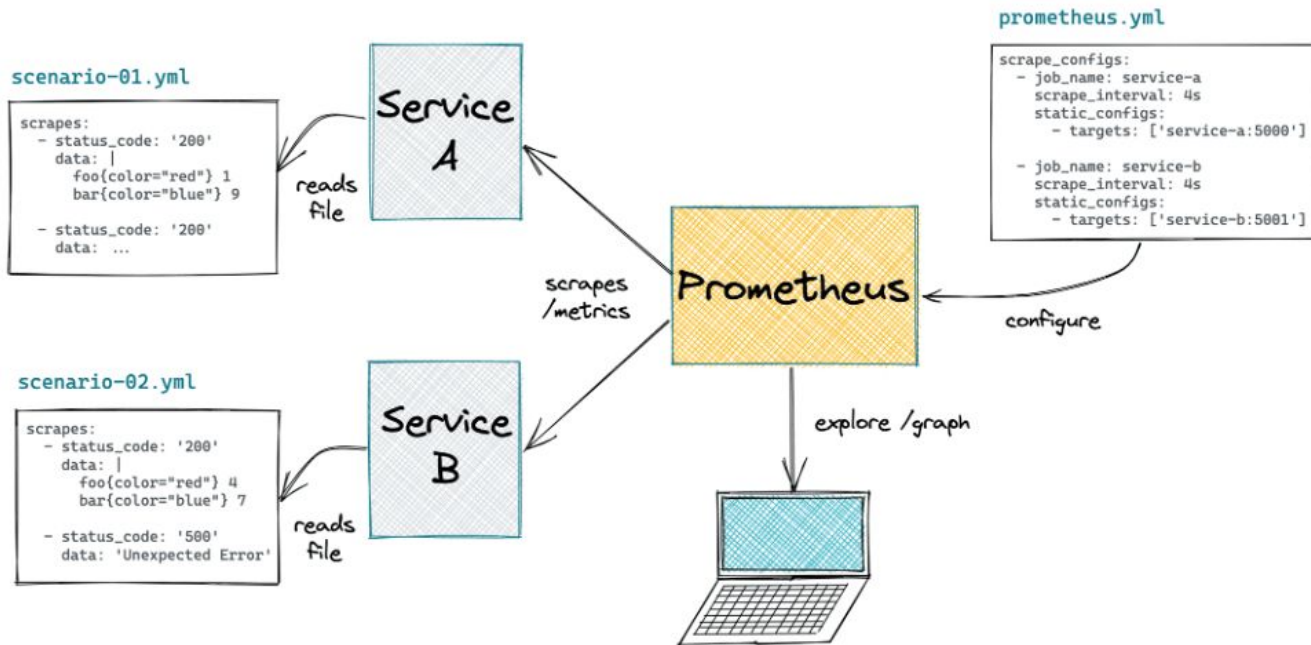 prometheus.yml
scrape_configs:
- job_name: service-a
scrape_interval: 4s
static_configs:
- targets: ['service-a:5000']
- job_name: service-b
scrape_interval: 4s
static_configs:
- targets: ['service-b:5001']
scenario-01.yml
scrapes:
- status_code: '200'
data: |
foo{color="red"} 1
bar{color="blue"} 9
- status_code: '200'
data: ...
reads
file
Service
A
scrapes
/metrics
Prometheus
configure
scenario-02.yml
scrapes:
- status_code: '200'
data: |
foo{color="red"} 4
bar{color="blue"} 7
- status_code: '500'
data: 'Unexpected Error'
reads
file
Service
B
explore /graph